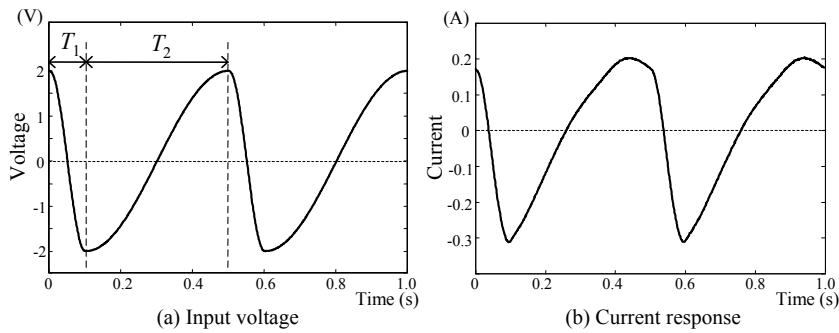 (V)
T1
T2
2
1
0
-1
-2
Voltage
0
0.2
0.4
0.6
0.8
1.0
Time (s)
(a) Input voltage
(A)
0.2
0.1
0
-0.1
-0.2
-0.3
Current
0
0.2
0.4
0.6
0.8
1.0
Time (s)
(b) Current response